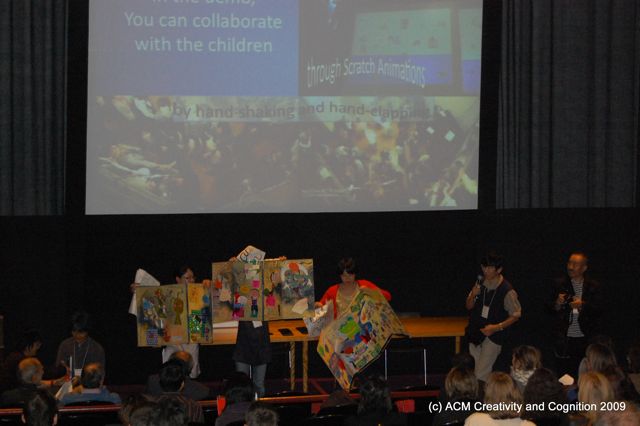 You can collaborate
with the children
through Scratch Animations
by hand-shaking and hand-clapping
(c) ACM Creativity and Cognition 2009